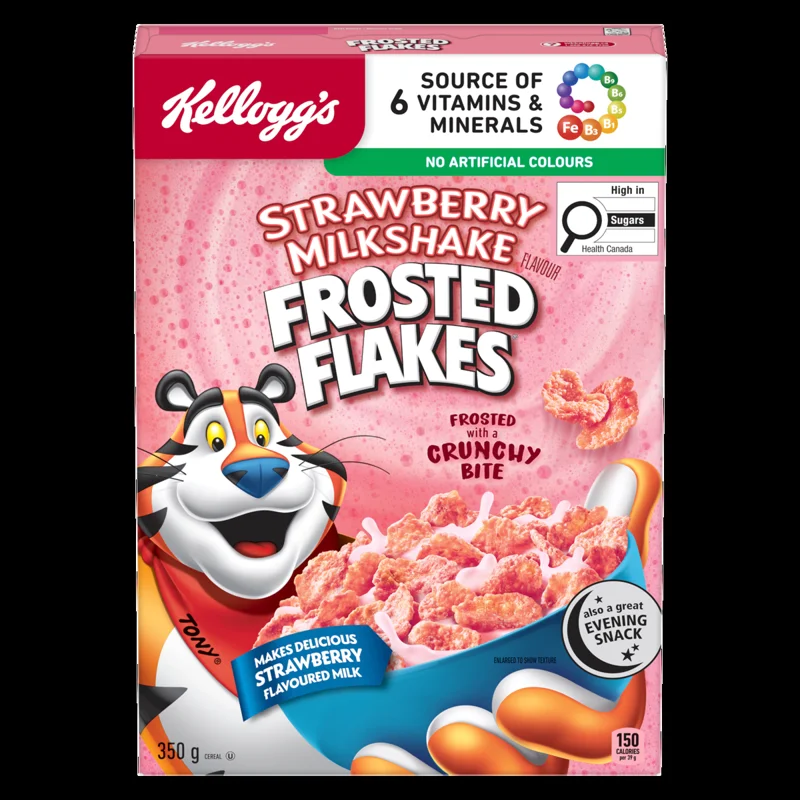 Kellogg's
FROSTED
FLAKES
Kellogg's
SOURCE OF
6 VITAMINS &
MINERALS
B9
B6
B5
B1
B3
Fe
NO ARTIFICIAL COLOURS
High in
Sugars
Health Canada
STRAWBERRY
MILKSHAKE
FLAVOUR
FROSTED
FLAKES
FROSTED
with a
CRUNCHY
BITE
also a great
EVENING
SNACK
TONY®
MAKES DELICIOUS
STRAWBERRY
FLAVOURED MILK
ENLARGED TO SHOW TEXTURE
350 g CEREAL U
150
CALORIES
per 39 g